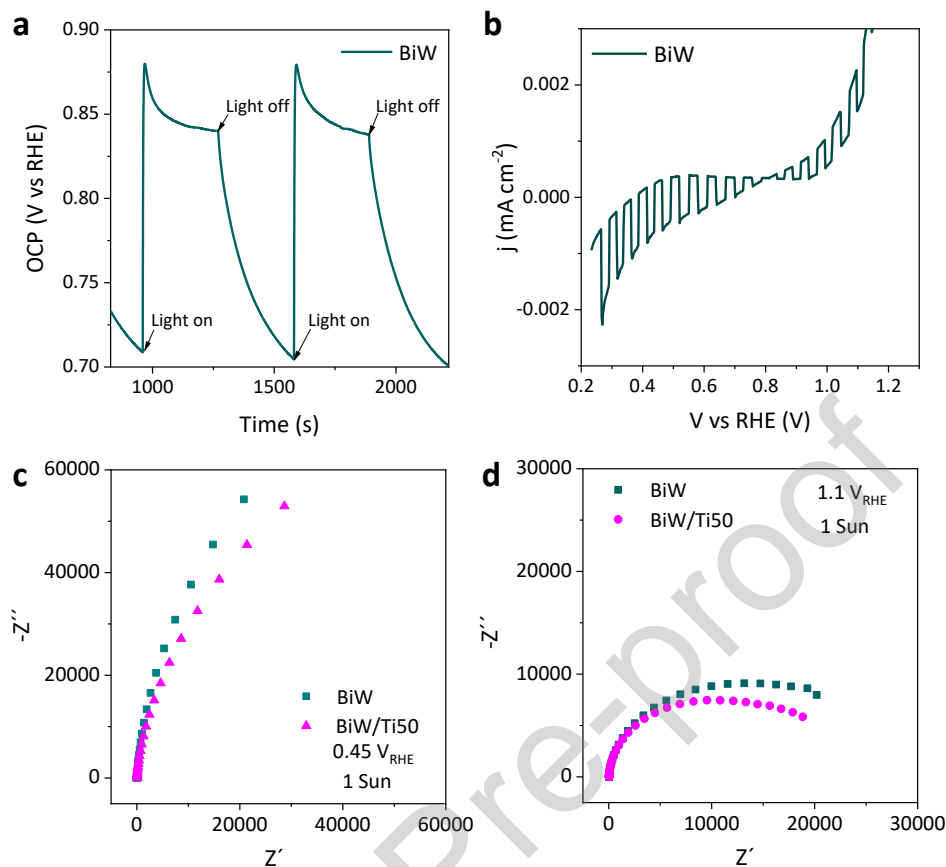 a
0.90
0.85
0.80
0.75
0.70
OCP (V vs RHE)
BiW
Light off
Light off
Light on
Light on
1000
1500
2000
Time (s)
b
0.002
0.000
-0.002
j (mA cm⁻²)
BiW
0.2
0.4
0.6
0.8
1.0
1.2
V vs RHE (V)
c
60000
40000
20000
0
-Z´´
BiW
BiW/Ti50
0.45 V_RHE
1 Sun
0
20000
40000
60000
Z´
d
30000
20000
10000
0
-Z´´
BiW
BiW/Ti50
1.1 V_RHE
1 Sun
0
10000
20000
30000
Z´
Pre-proof